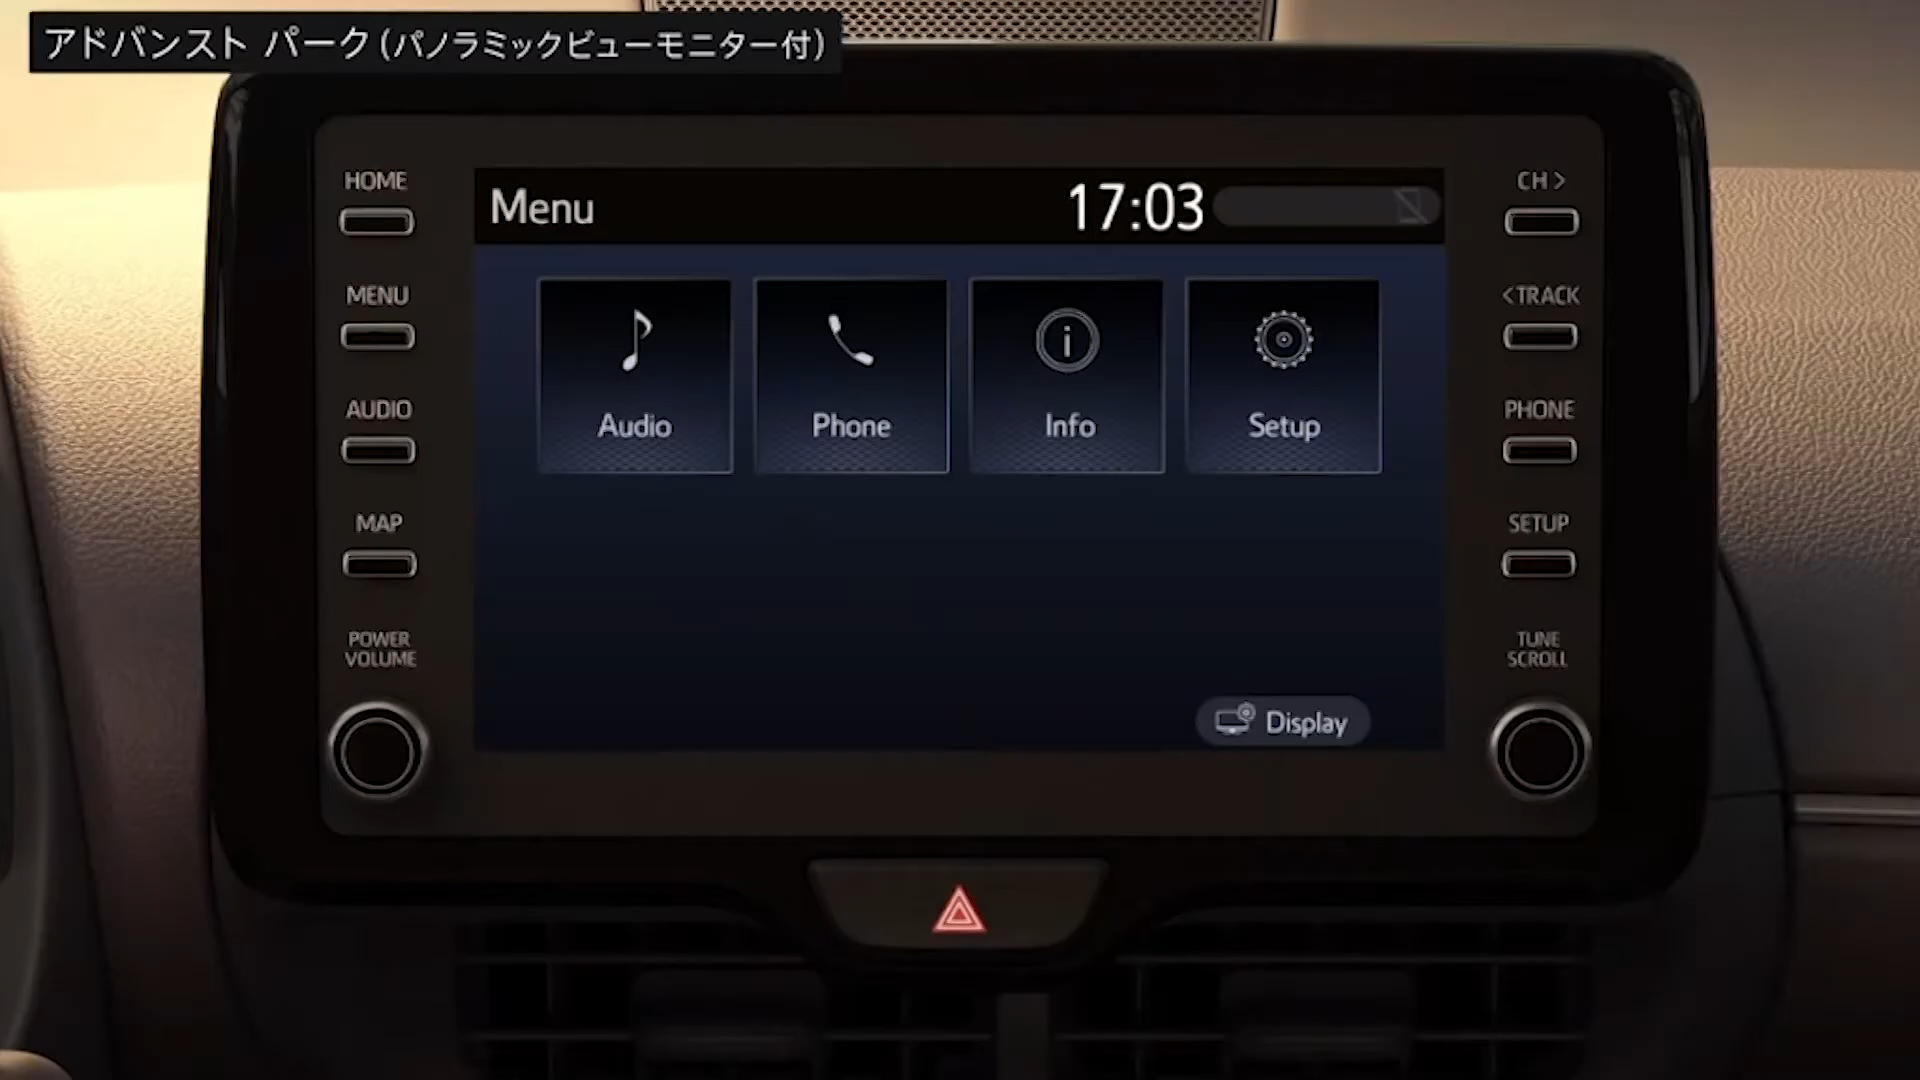 アドバンスト パーク(パノラミックビューモニター付)
HOME
MENU
AUDIO
MAP
POWER
VOLUME
Menu
17:03
Audio
Phone
Info
Setup
Display
CH >
<TRACK
PHONE
SETUP
TUNE
SCROLL